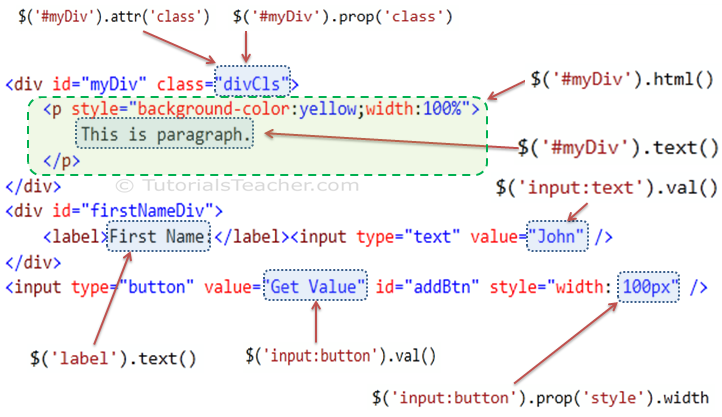 $('#myDiv').attr('class') $('#myDiv').prop('class')
<div id="myDiv" class="divCls">
$('#myDiv').html()
<p style="background-color:yellow;width:100%">
This is paragraph.
$('#myDiv').text()
</p>
</div>
© TutorialsTeacher.com
$('input:text').val()
<div id="firstNameDiv">
<label>First Name:</label><input type="text" value="John" />
</div>
<input type="button" value="Get Value" id="addBtn" style="width: 100px" />
$('label').text() $('input:button').val()
$('input:button').prop('style').width